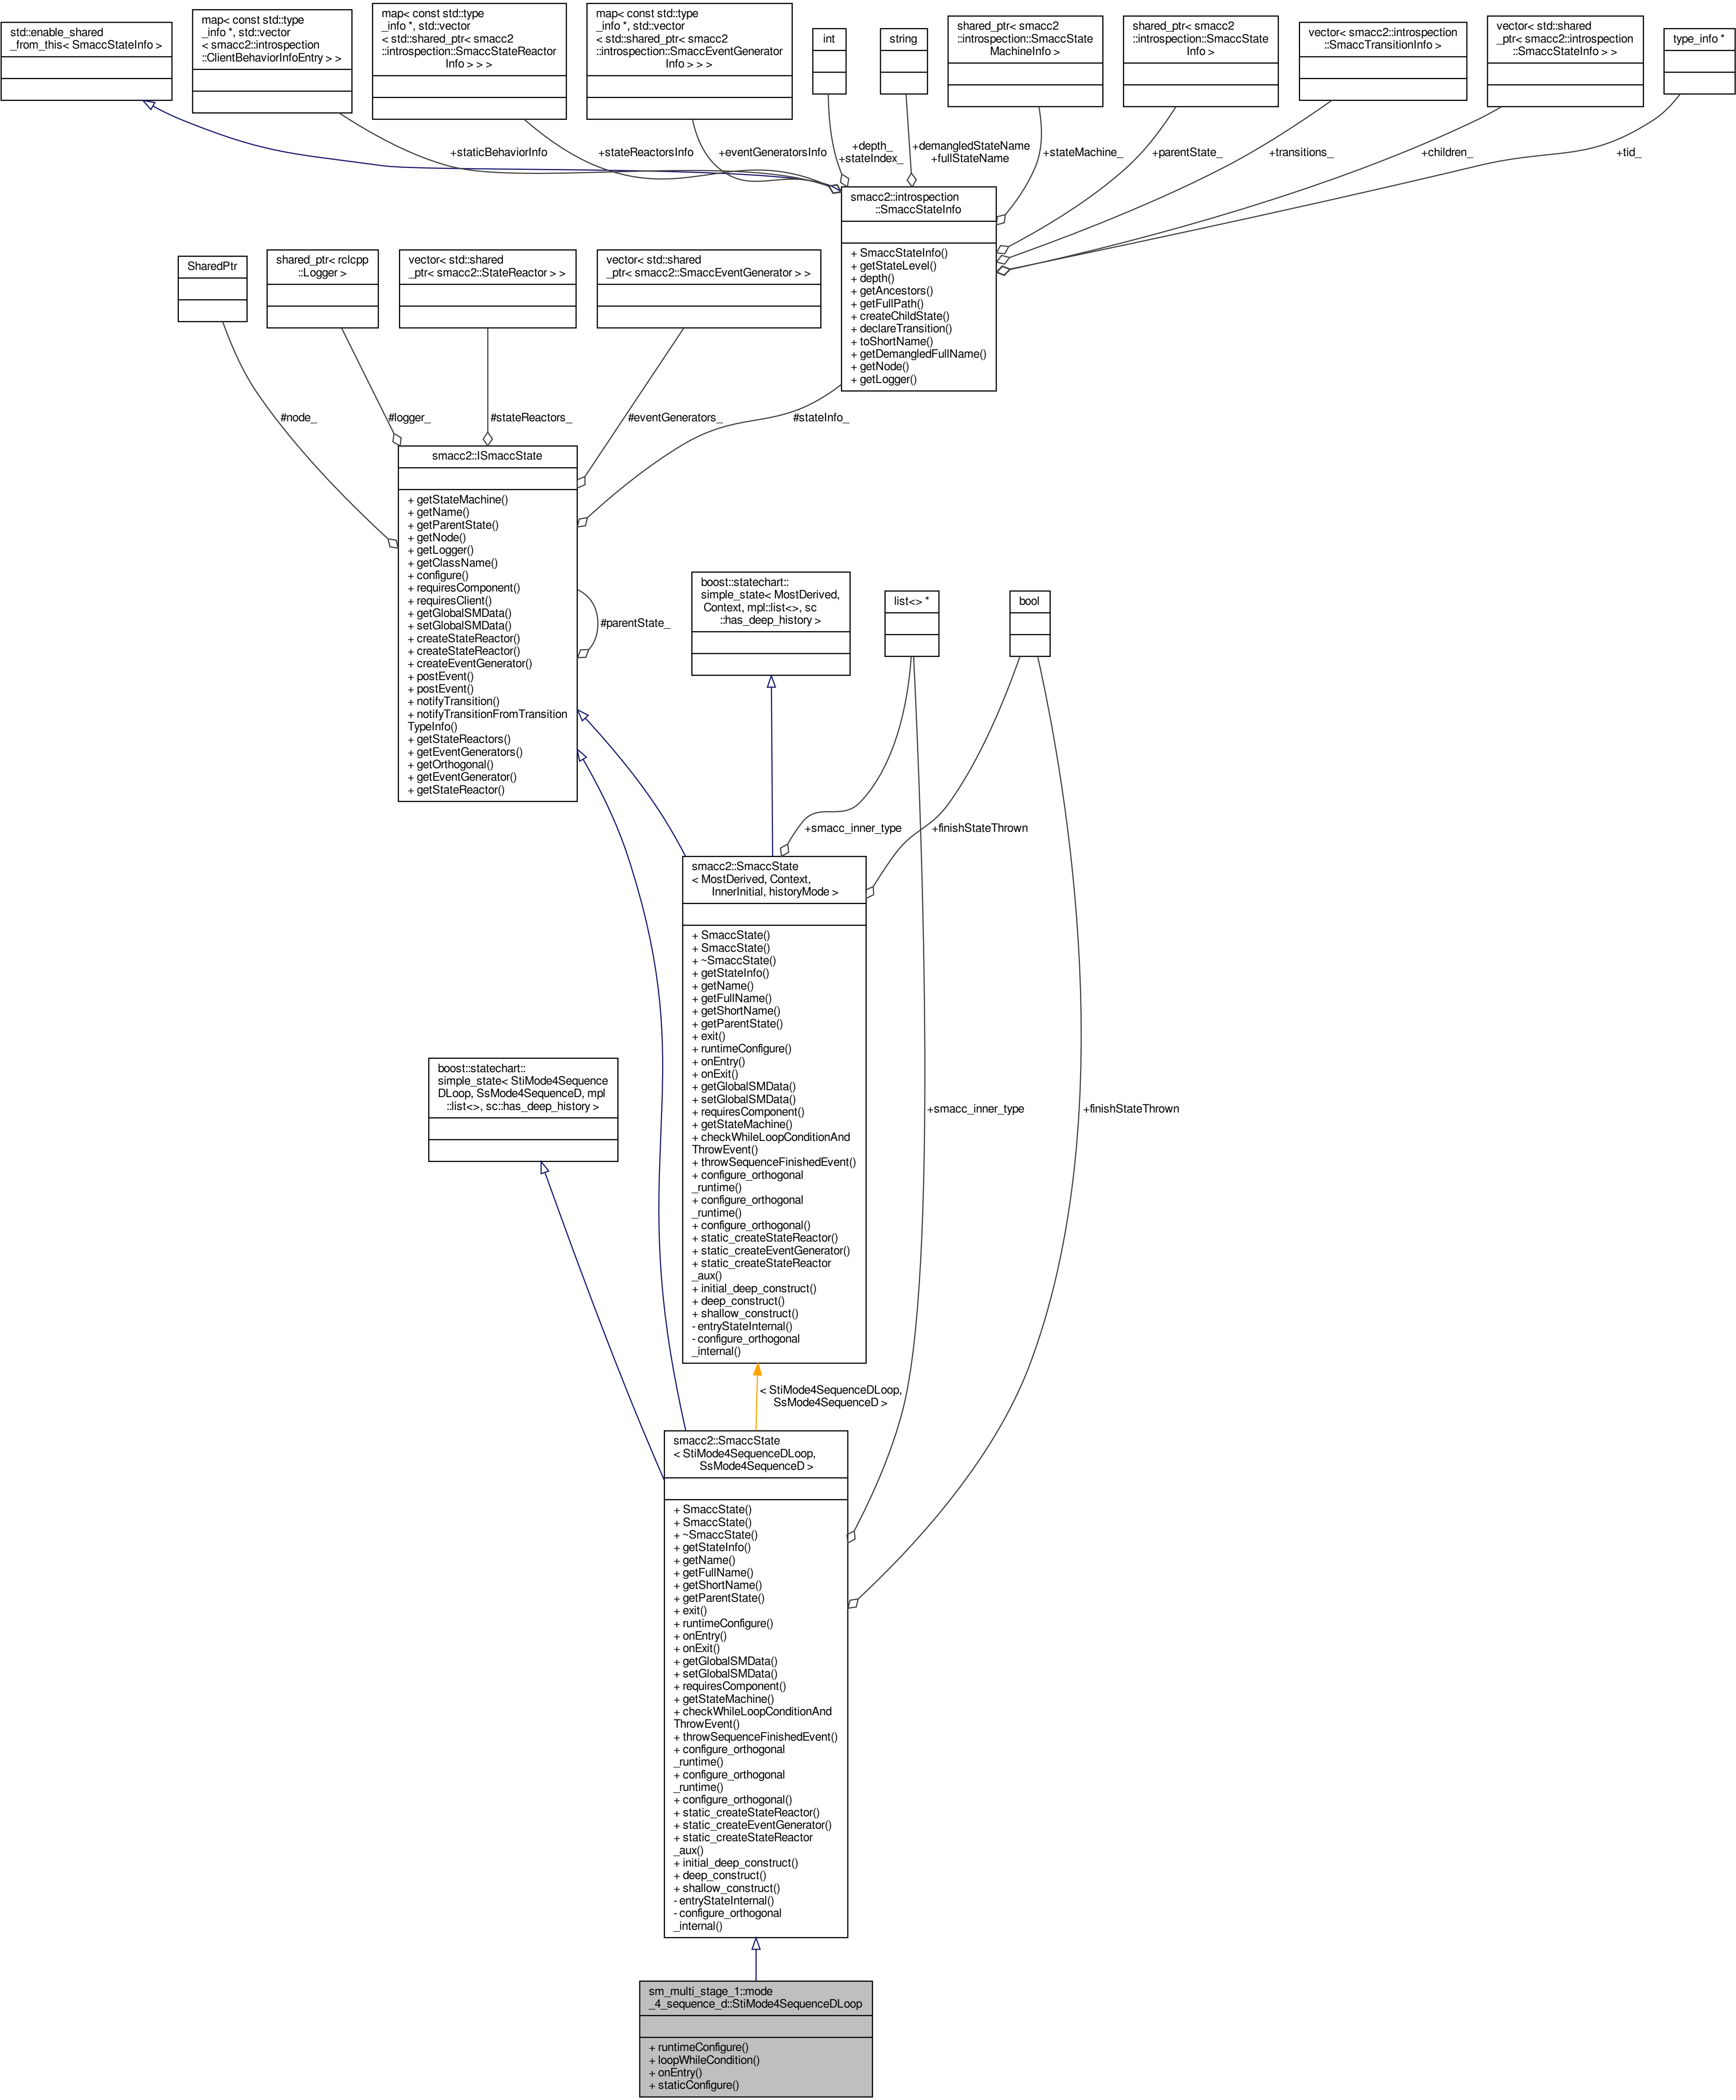 std::enable_shared
_from_this< SmaccStateInfo >
map< const std::type
_info *, std::vector
< smacc2::introspection
::ClientBehaviorInfoEntry > >
map< const std::type
_info *, std::vector
< std::shared_ptr< smacc2
::introspection::SmaccStateReactor
Info > > >
map< const std::type
_info *, std::vector
< std::shared_ptr< smacc2
::introspection::SmaccEventGenerator
Info > > >
int
string
shared_ptr< smacc2
::introspection::SmaccState
MachineInfo >
shared_ptr< smacc2
::introspection::SmaccState
Info >
vector< smacc2::introspection
::SmaccTransitionInfo >
vector< std::shared
_ptr< smacc2::introspection
::SmaccStateInfo > >
type_info *
+staticBehaviorInfo
+stateReactorsInfo
+eventGeneratorsInfo
+depth_
+stateIndex_
+demangledStateName
+fullStateName
+stateMachine_
+parentState_
+transitions_
+children_
+tid_
smacc2::introspection
::SmaccStateInfo
+ SmaccStateInfo()
+ getStateLevel()
+ depth()
+ getAncestors()
+ getFullPath()
+ createChildState()
+ declareTransition()
+ toShortName()
+ getDemangledFullName()
+ getNode()
+ getLogger()
SharedPtr
shared_ptr< rclcpp
::Logger >
vector< std::shared
_ptr< smacc2::StateReactor > >
vector< std::shared
_ptr< smacc2::SmaccEventGenerator > >
#node_
#logger_
#stateReactors_
#eventGenerators_
#stateInfo_
smacc2::ISmaccState
+ getStateMachine()
+ getName()
+ getParentState()
+ getNode()
+ getLogger()
+ getClassName()
+ configure()
+ requiresComponent()
+ requiresClient()
+ getGlobalSMData()
+ setGlobalSMData()
+ createStateReactor()
+ createStateReactor()
+ createEventGenerator()
+ postEvent()
+ postEvent()
+ notifyTransition()
+ notifyTransitionFromTransition
TypeInfo()
+ getStateReactors()
+ getEventGenerators()
+ getOrthogonal()
+ getEventGenerator()
+ getStateReactor()
#parentState_
boost::statechart::
simple_state< MostDerived,
Context, mpl::list<>, sc
::has_deep_history >
list<> *
bool
+smacc_inner_type
+finishStateThrown
smacc2::SmaccState
< MostDerived, Context,
InnerInitial, historyMode >
+ SmaccState()
+ SmaccState()
+ ~SmaccState()
+ getStateInfo()
+ getName()
+ getFullName()
+ getShortName()
+ getParentState()
+ exit()
+ runtimeConfigure()
+ onEntry()
+ onExit()
+ getGlobalSMData()
+ setGlobalSMData()
+ requiresComponent()
+ getStateMachine()
+ checkWhileLoopConditionAnd
ThrowEvent()
+ throwSequenceFinishedEvent()
+ configure_orthogonal
_runtime()
+ configure_orthogonal
_runtime()
+ configure_orthogonal()
+ static_createStateReactor()
+ static_createEventGenerator()
+ static_createStateReactor
_aux()
+ initial_deep_construct()
+ deep_construct()
+ shallow_construct()
- entryStateInternal()
- configure_orthogonal
_internal()
boost::statechart::
simple_state< StiMode4Sequence
DLoop, SsMode4SequenceD, mpl
::list<>, sc::has_deep_history >
+smacc_inner_type
+finishStateThrown
< StiMode4SequenceDLoop,
SsMode4SequenceD >
smacc2::SmaccState
< StiMode4SequenceDLoop,
SsMode4SequenceD >
+ SmaccState()
+ SmaccState()
+ ~SmaccState()
+ getStateInfo()
+ getName()
+ getFullName()
+ getShortName()
+ getParentState()
+ exit()
+ runtimeConfigure()
+ onEntry()
+ onExit()
+ getGlobalSMData()
+ setGlobalSMData()
+ requiresComponent()
+ getStateMachine()
+ checkWhileLoopConditionAnd
ThrowEvent()
+ throwSequenceFinishedEvent()
+ configure_orthogonal
_runtime()
+ configure_orthogonal
_runtime()
+ configure_orthogonal()
+ static_createStateReactor()
+ static_createEventGenerator()
+ static_createStateReactor
_aux()
+ initial_deep_construct()
+ deep_construct()
+ shallow_construct()
- entryStateInternal()
- configure_orthogonal
_internal()
sm_multi_stage_1::mode
_4_sequence_d::StiMode4SequenceDLoop
+ runtimeConfigure()
+ loopWhileCondition()
+ onEntry()
+ staticConfigure()